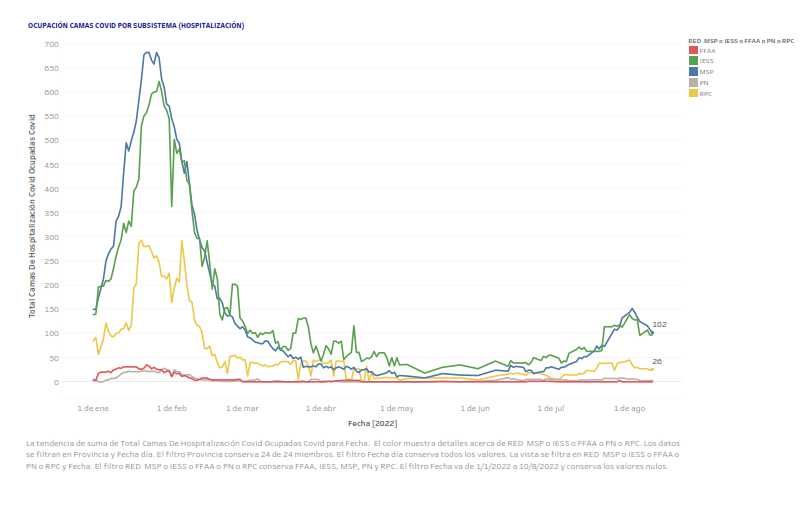 OCUPACIÓN CAMAS COVID POR SUBSISTEMA (HOSPITALIZACIÓN)
RED MSP o IESS o FFAA o PN o RPC
FFAA
IESS
MSP
PN
RPC
Total Camas De Hospitalización Covid Ocupadas Covid
700
650
600
550
500
450
400
350
300
250
200
150
100
50
0
102
26
1 de ene
1 de feb
1 de mar
1 de abr
1 de may
1 de jun
1 de jul
1 de ago
Fecha [2022]
La tendencia de suma de Total Camas De Hospitalización Covid Ocupadas Covid para Fecha. El color muestra detalles acerca de RED MSP o IESS o FFAA o PN o RPC. Los datos
se filtran en Provincia y Fecha día. El filtro Provincia conserva 24 de 24 miembros. El filtro Fecha día conserva todos los valores. La vista se filtra en RED MSP o IESS o FFAA o
PN o RPC y Fecha. El filtro RED MSP o IESS o FFAA o PN o RPC conserva FFAA, IESS, MSP, PN y RPC. El filtro Fecha va de 1/1/2022 a 10/8/2022 y conserva los valores nulos.